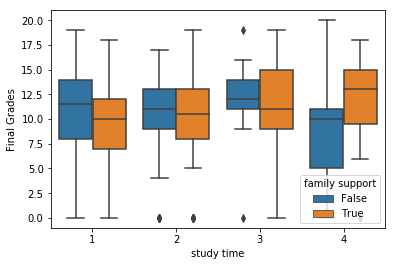 20.0
17.5
15.0
12.5
10.0
7.5
5.0
2.5
0.0
Final Grades
1 2 3 4
study time
family support
False
True